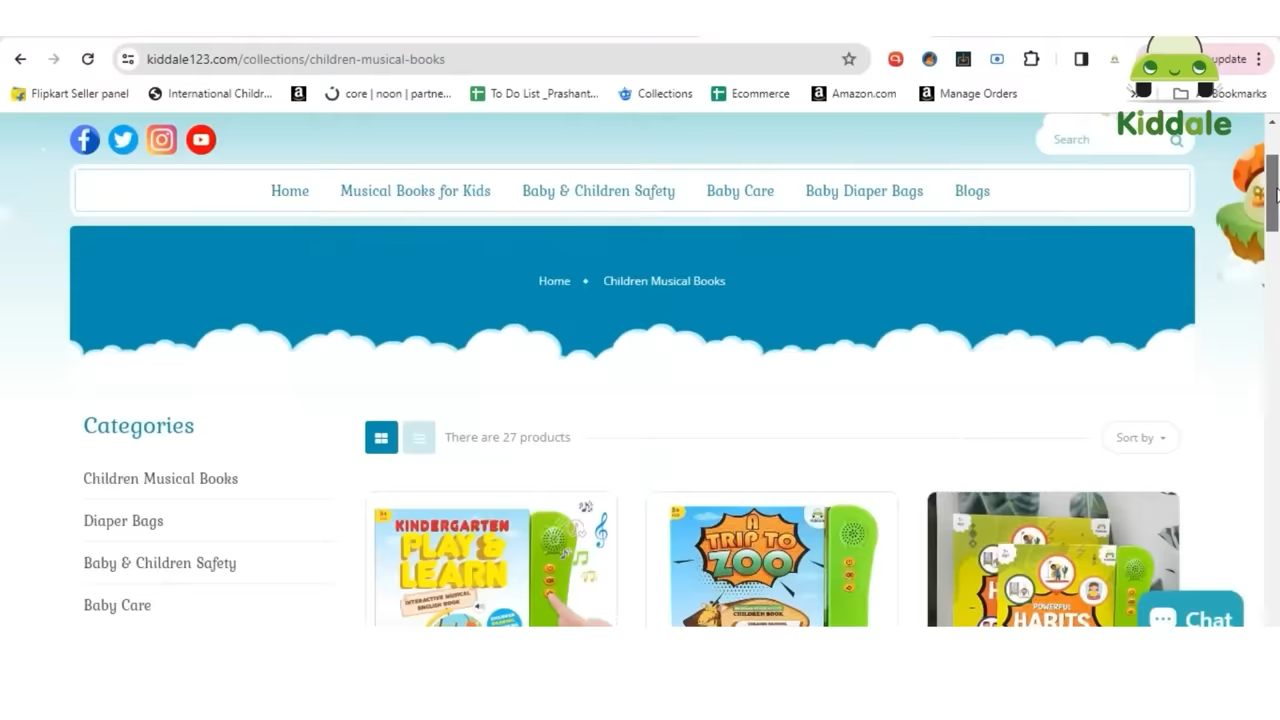 kiddale123.com/collections/children-musical-books
update
Flipkart Seller panel
International Childr...
core | noon | partne...
To Do List _Prashant...
Collections
Ecommerce
Amazon.com
Manage Orders
Bookmarks
Kiddale
Search
Home
Musical Books for Kids
Baby & Children Safety
Baby Care
Baby Diaper Bags
Blogs
Home • Children Musical Books
Categories
There are 27 products
Sort by
Children Musical Books
Diaper Bags
Baby & Children Safety
Baby Care
KINDERGARTEN
PLAY &
LEARN
INTERACTIVE MUSICAL
ENGLISH BOOK
A
TRIP TO
ZOO
CHILDREN BOOK
POWERFUL
HABITS
Chat